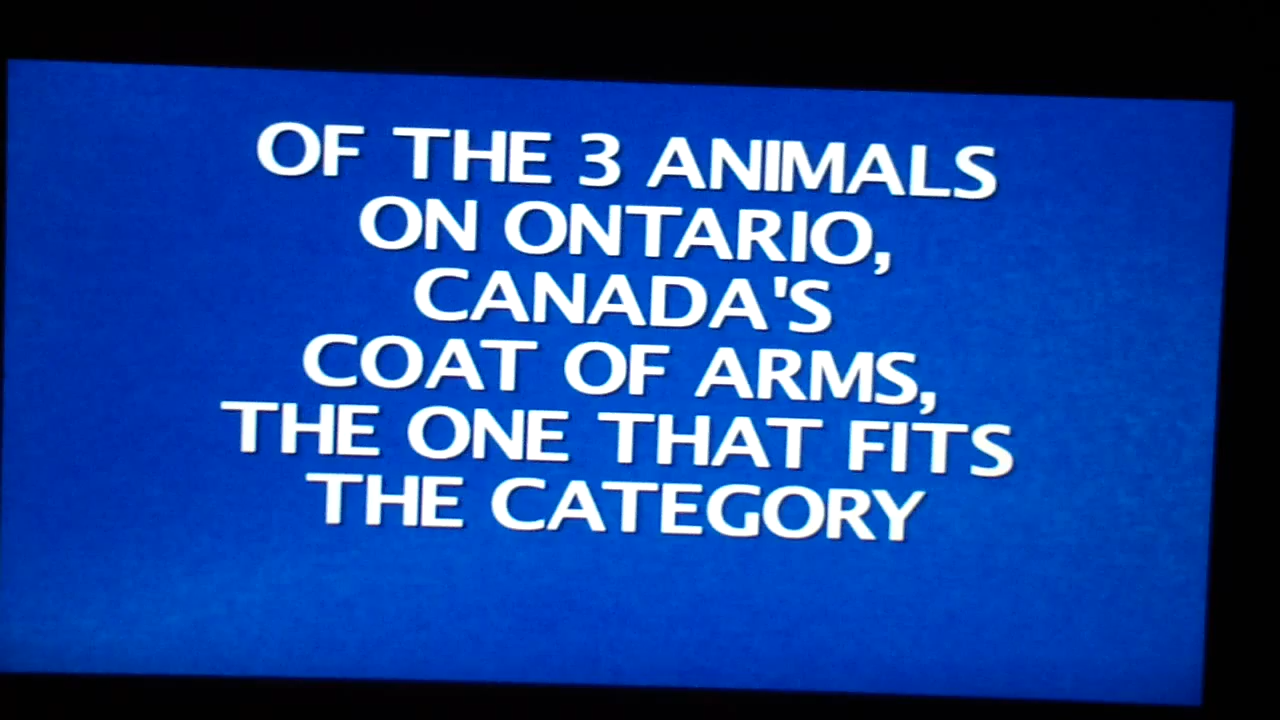 OF THE 3 ANIMALS
ON ONTARIO,
CANADA'S
COAT OF ARMS,
THE ONE THAT FITS
THE CATEGORY